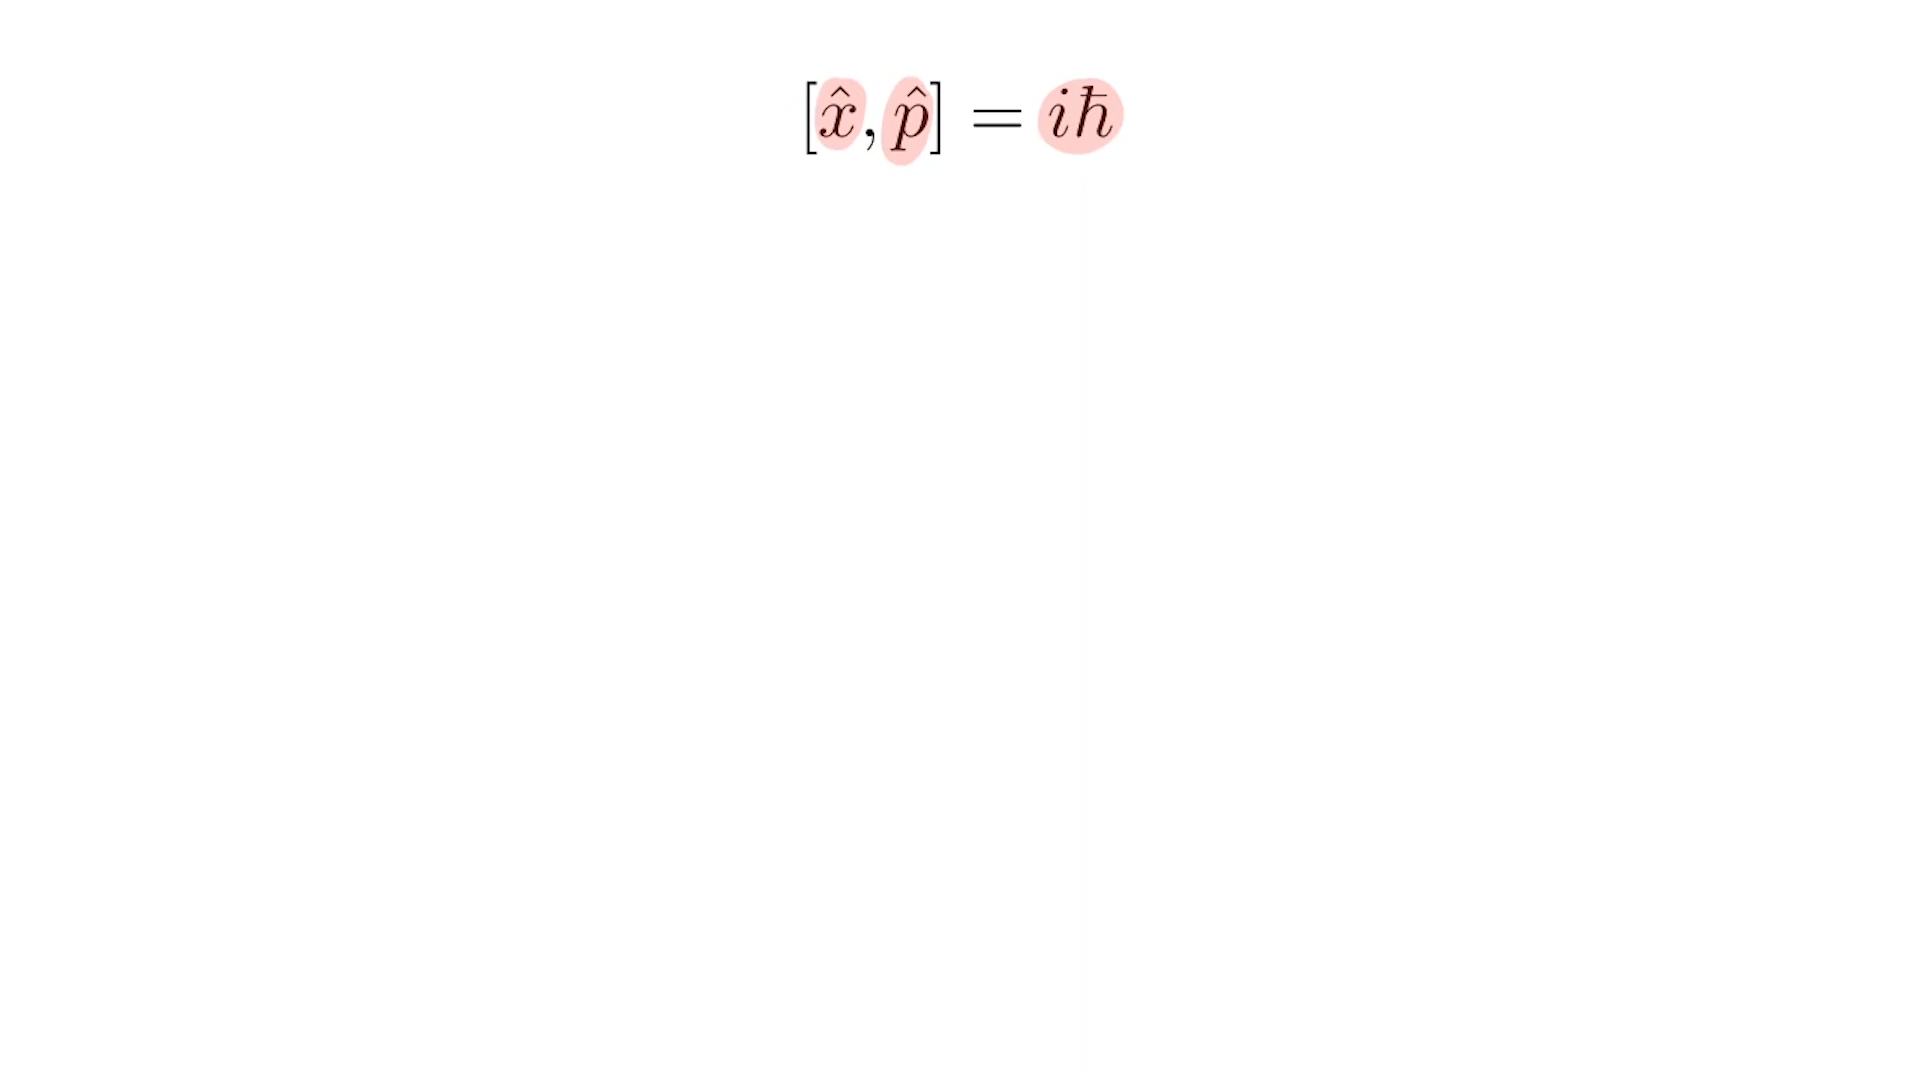 [x̂, p̂] = iℏ